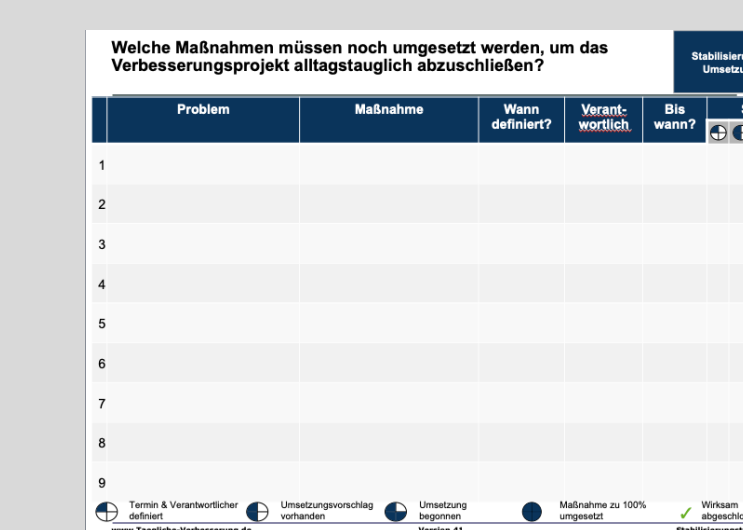 Welche Maßnahmen müssen noch umgesetzt werden, um das
Verbesserungsprojekt alltagstauglich abzuschließen?
Problem
Maßnahme
Wann
definiert?
Verant-
wortlich
Bis
wann?
1
2
3
4
5
6
7
8
9
Termin & Verantwortlicher
definiert
Umsetzungsvorschlag
vorhanden
Umsetzung
begonnen
Maßnahme zu 100%
umgesetzt
✓
Wirksam